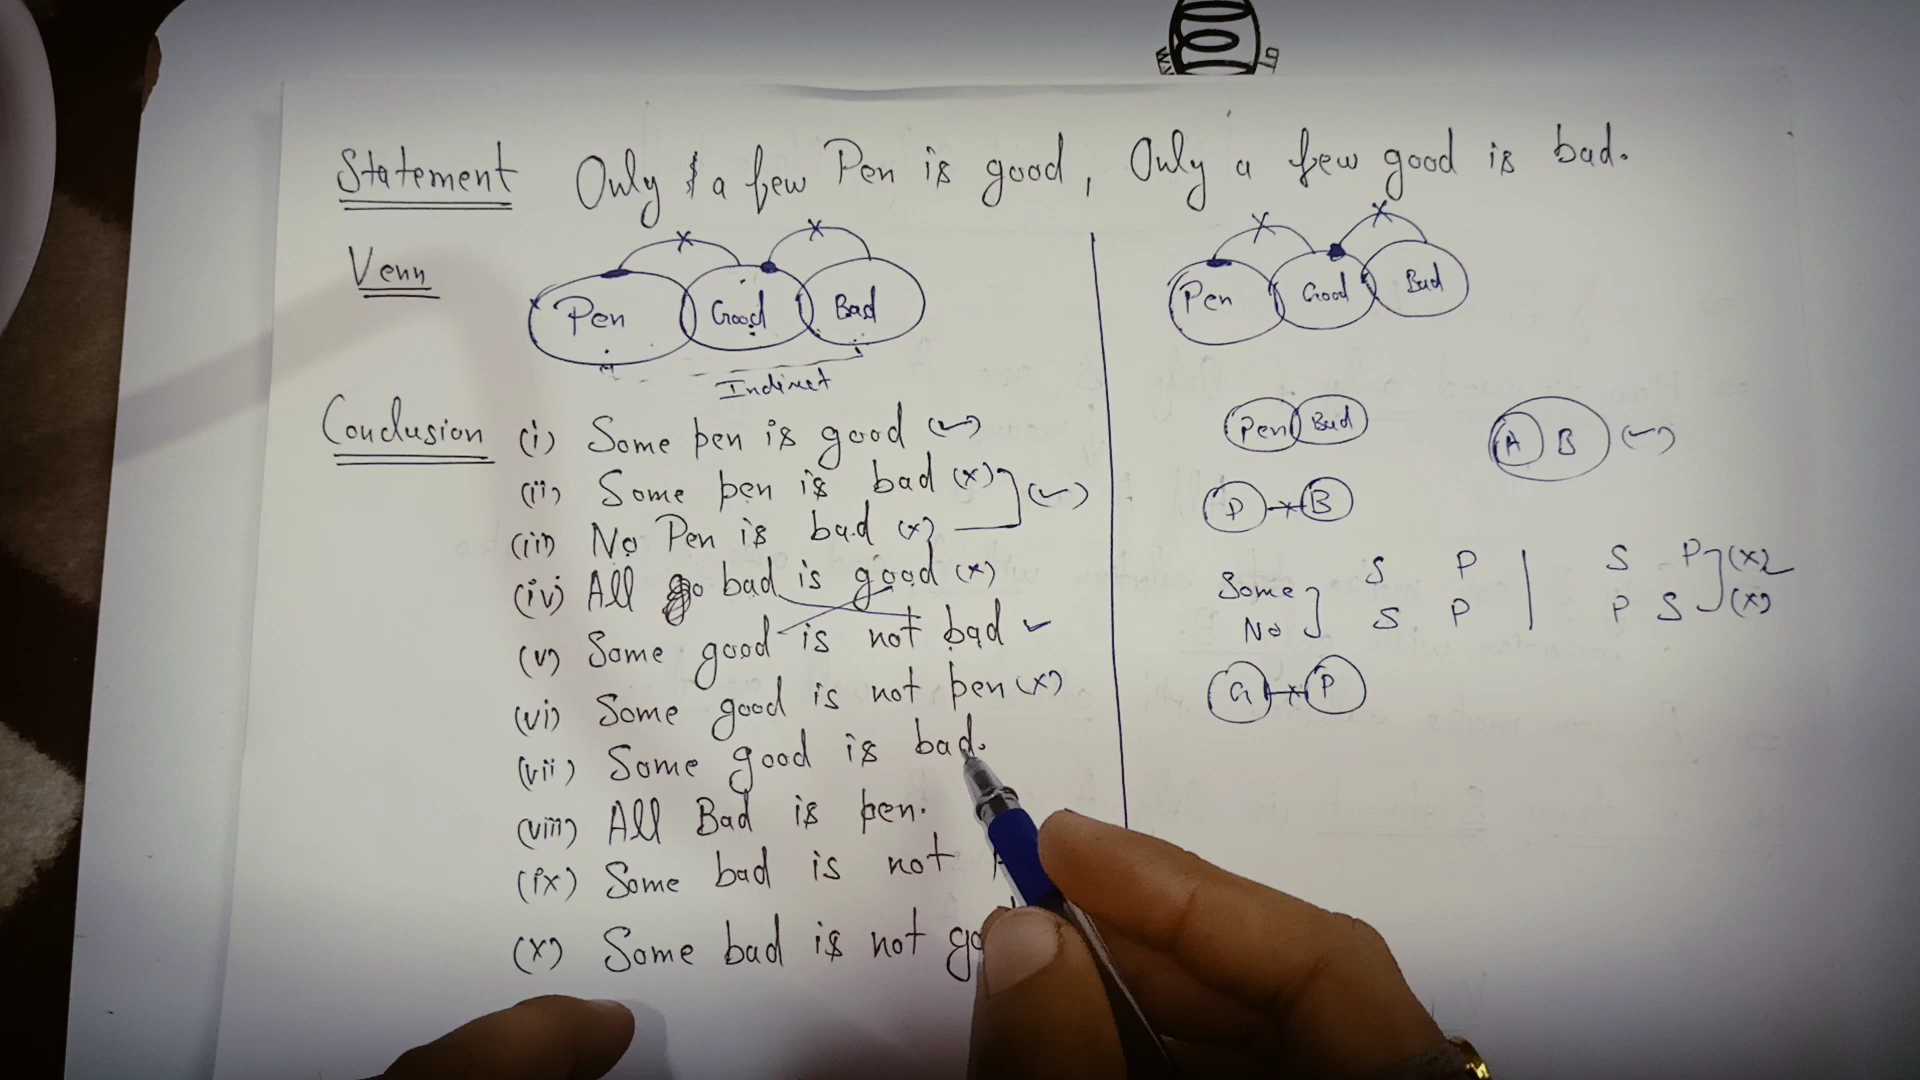 Statement Only a few Pen is good, Only a few good is bad.
Venn
Pen Good Bad
Indirect
Pen Good Bad
Conclusion (i) Some pen is good (✓)
(ii) Some pen is bad (x)
(iii) No Pen is bad (x) (✓)
(iv) All bad is good (x)
(v) Some good is not bad ✓
(vi) Some good is not pen (x)
(vii) Some good is bad.
(viii) All Bad is pen.
(ix) Some bad is not
(x) Some bad is not go
Pen Bad
A B (✓)
P x B
Some S P S P (x)
No S P P S (x)
G x P